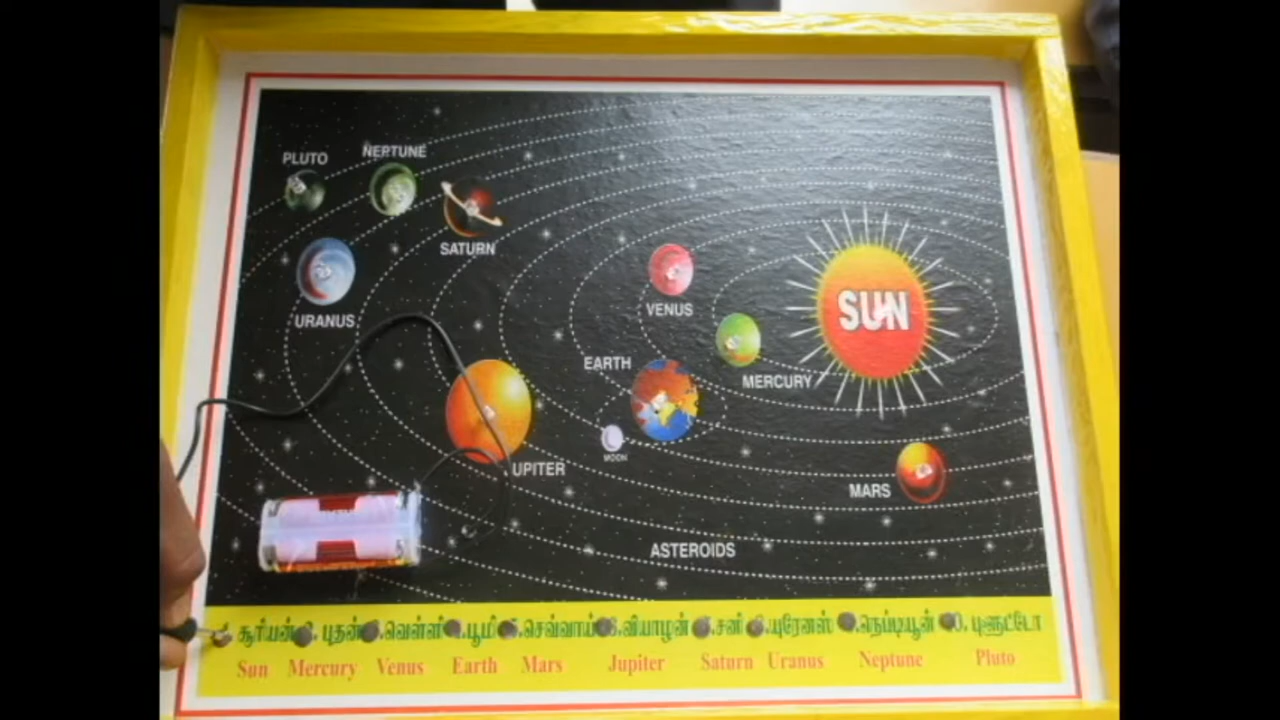 PLUTO
NEPTUNE
SATURN
URANUS
VENUS
SUN
EARTH
MERCURY
MOON
UPITER
MARS
ASTEROIDS
சூரியன் புதன் வெள்ளி பூமி செவ்வாய் வியாழன் சனி யுரேனஸ் நெப்டியூன் 10. புளுட்டோ
Sun Mercury Venus Earth Mars Jupiter Saturn Uranus Neptune Pluto